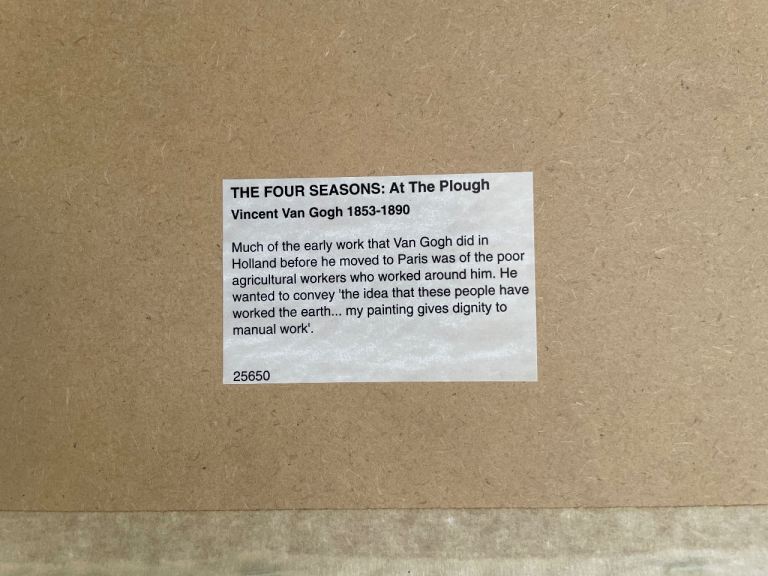 THE FOUR SEASONS: At The Plough
Vincent Van Gogh 1853-1890
Much of the early work that Van Gogh did in
Holland before he moved to Paris was of the poor
agricultural workers who worked around him. He
wanted to convey 'the idea that these people have
worked the earth... my painting gives dignity to
manual work'.
25650